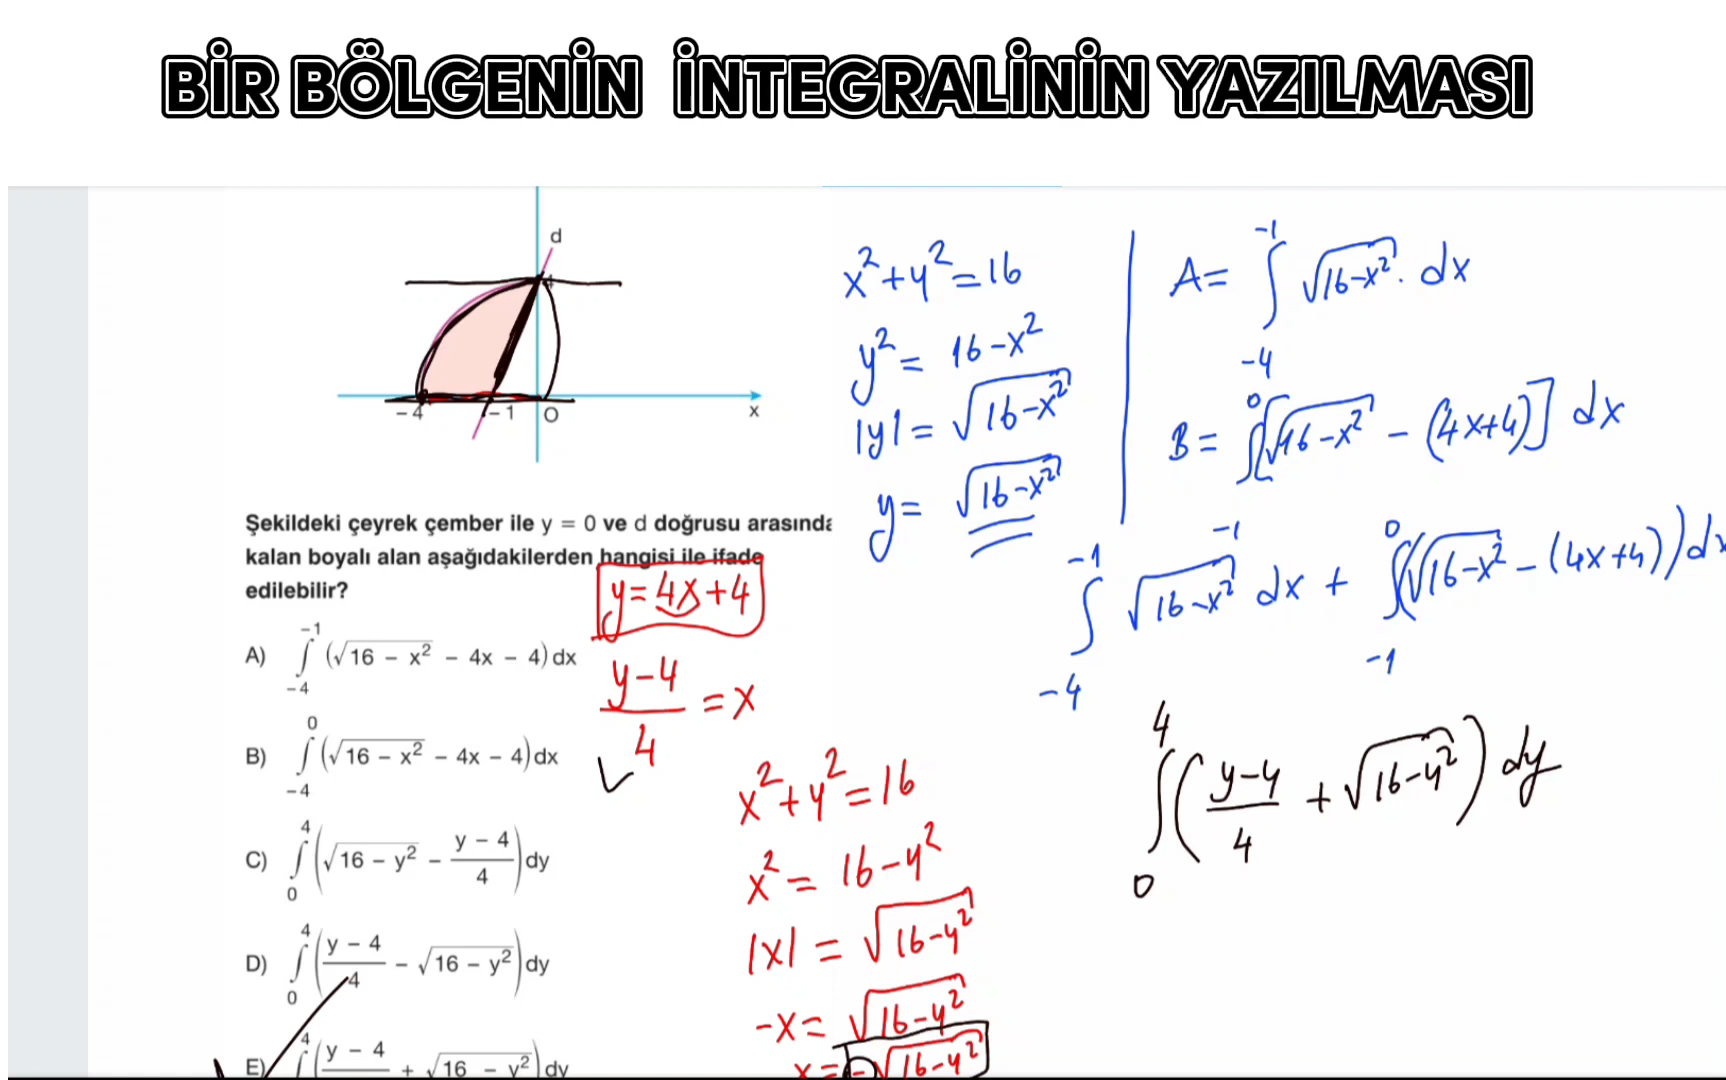 BİR BÖLGENİN İNTEGRALİNİN YAZILMASI
d
-4 -1 O x
Şekildeki çeyrek çember ile y = 0 ve d doğrusu arasında
kalan boyalı alan aşağıdakilerden hangisi ile ifade
edilebilir?
A) ∫_{-4}^{-1} (√(16 - x²) - 4x - 4) dx
B) ∫_{-4}^{0} (√(16 - x²) - 4x - 4) dx
C) ∫_{0}^{4} (√(16 - y²) - (y - 4)/4) dy
D) ∫_{0}^{4} ((y - 4)/4 - √(16 - y²)) dy
E) ∫^{4} (y - 4 + √(16 - y²)) dy
y = 4x + 4
(y-4)/4 = x
x² + y² = 16
x² = 16 - y²
|x| = √(16-y²)
-x = √(16-y²)
x = -√(16-y²)
x² + y² = 16
y² = 16 - x²
|y| = √(16-x²)
y = √(16-x²)
A = ∫_{-4}^{-1} √(16-x²) . dx
B = ∫_{-1}^{0} [√(16-x²) - (4x+4)] dx
∫_{-4}^{-1} √(16-x²) dx + ∫_{-1}^{0} (√(16-x²) - (4x+4)) dx
∫_{0}^{4} ((y-4)/4 + √(16-y²)) dy